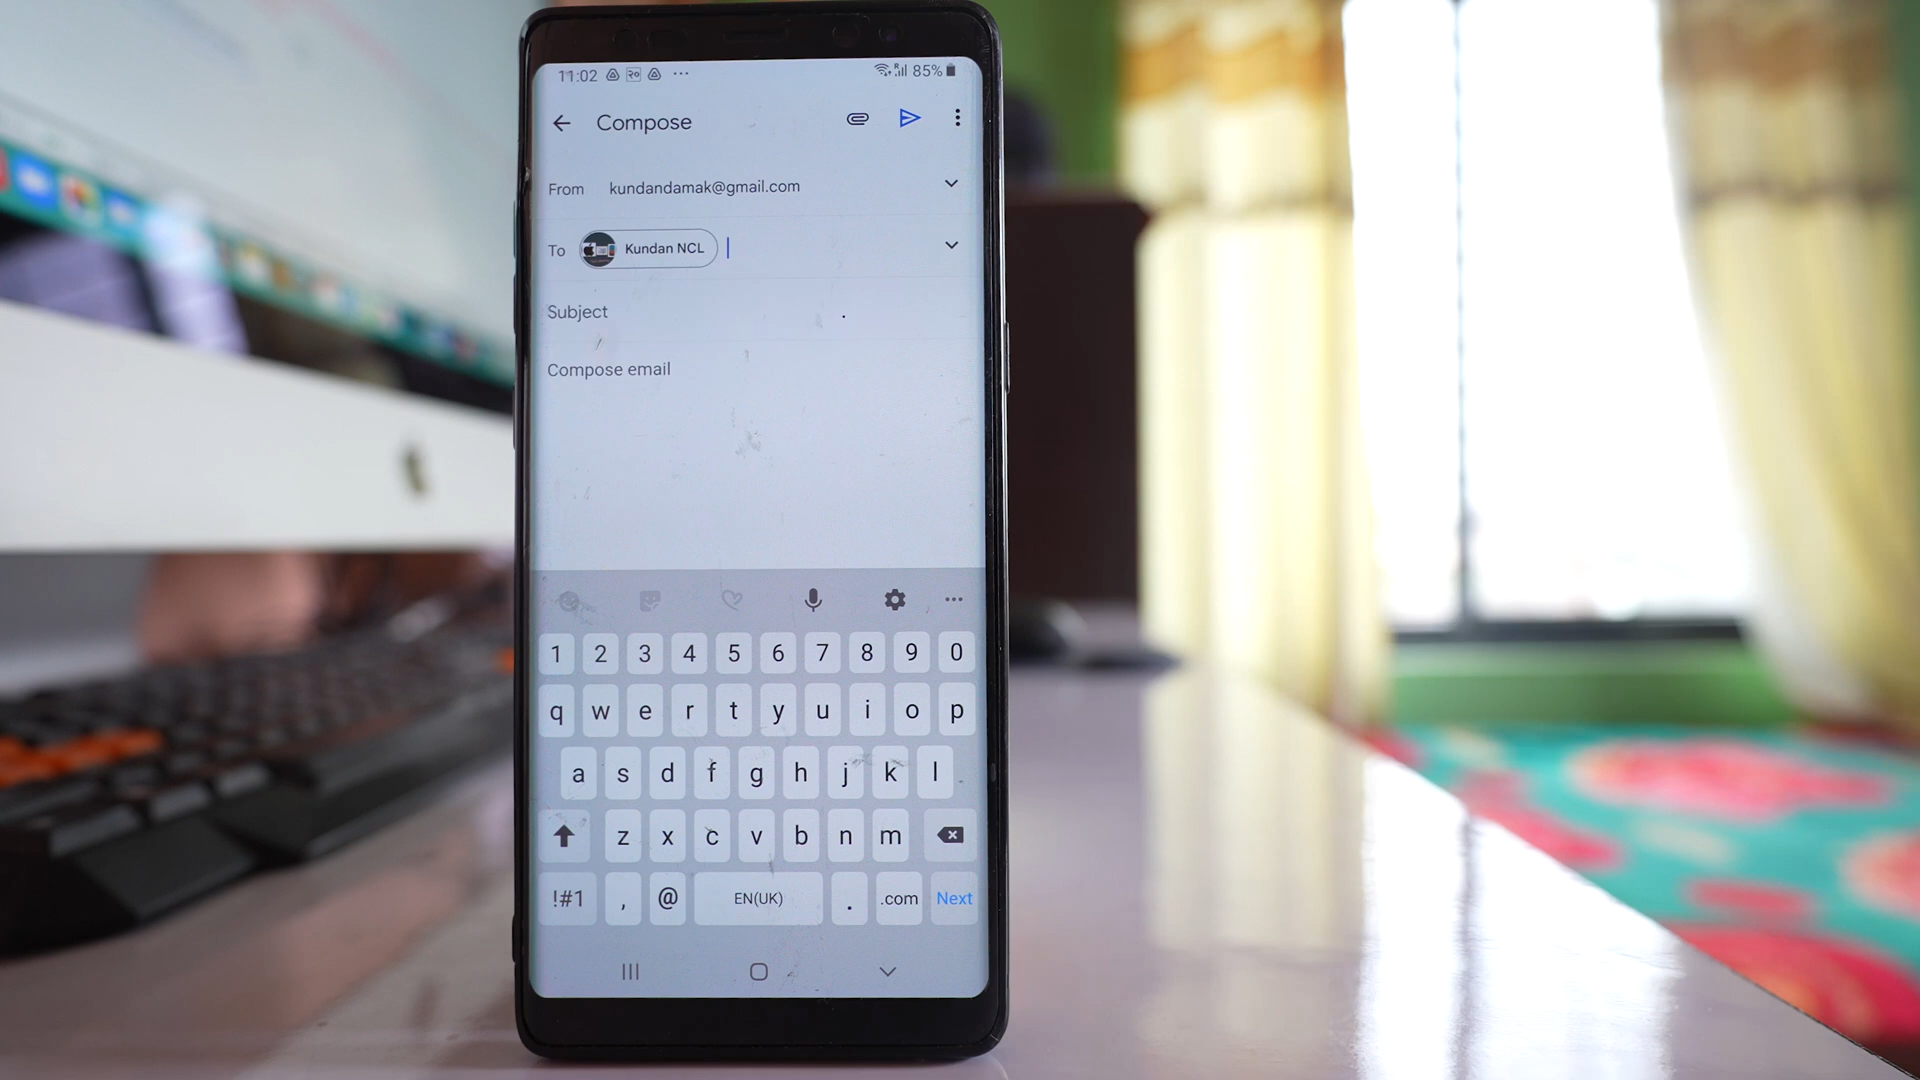 11:02 २० ... R 85%
Compose
From kundandamak@gmail.com
To Kundan NCL
Subject
Compose email
1 2 3 4 5 6 7 8 9 0
q w e r t y u i o p
a s d f g h j k l
z x c v b n m
!#1 , @ EN(UK) . .com Next